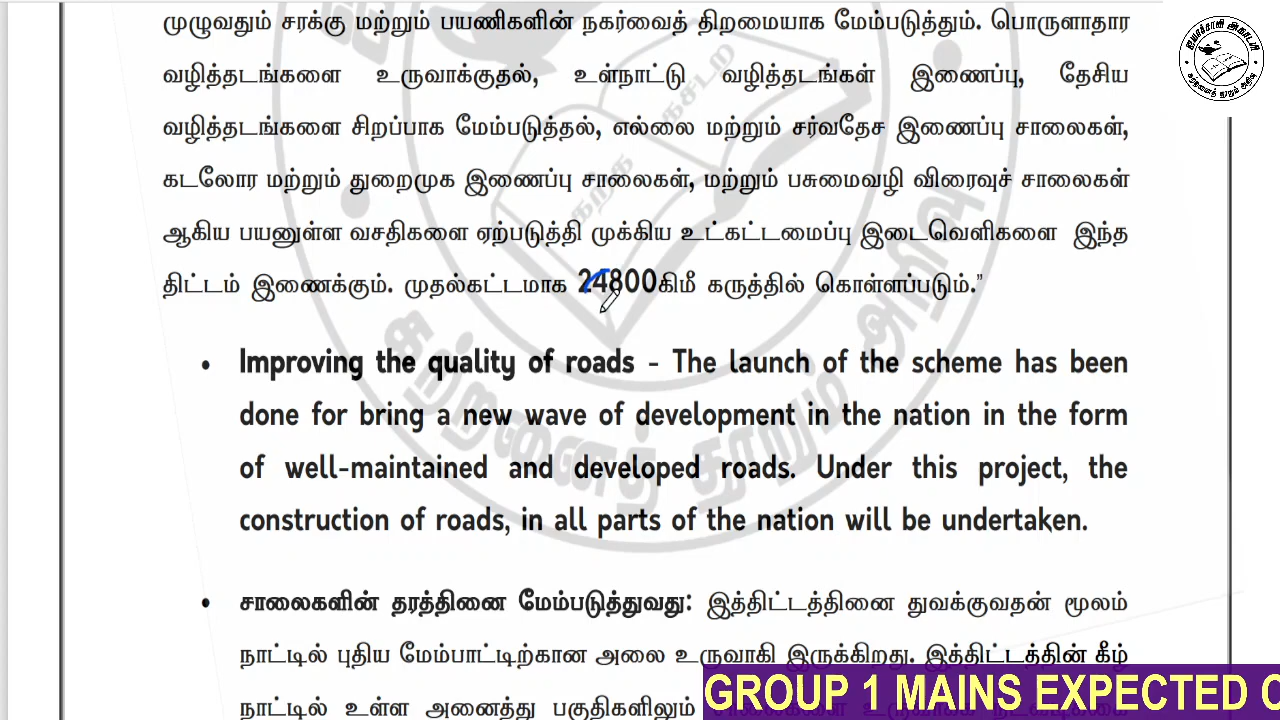 முழுவதும் சரக்கு மற்றும் பயணிகளின் நகர்வைத் திறமையாக மேம்படுத்தும். பொருளாதார
வழித்தடங்களை உருவாக்குதல், உள்நாட்டு வழித்தடங்கள் இணைப்பு, தேசிய
வழித்தடங்களை சிறப்பாக மேம்படுத்தல், எல்லை மற்றும் சர்வதேச இணைப்பு சாலைகள்,
கடலோர மற்றும் துறைமுக இணைப்பு சாலைகள், மற்றும் பசுமைவழி விரைவுச் சாலைகள்
ஆகிய பயனுள்ள வசதிகளை ஏற்படுத்தி முக்கிய உட்கட்டமைப்பு இடைவெளிகளை இந்த
திட்டம் இணைக்கும். முதல்கட்டமாக 24800கிமீ கருத்தில் கொள்ளப்படும்.”
• Improving the quality of roads - The launch of the scheme has been
done for bring a new wave of development in the nation in the form
of well-maintained and developed roads. Under this project, the
construction of roads, in all parts of the nation will be undertaken.
• சாலைகளின் தரத்தினை மேம்படுத்துவது: இத்திட்டத்தினை துவக்குவதன் மூலம்
நாட்டில் புதிய மேம்பாட்டிற்கான அலை உருவாகி இருக்கிறது. இத்திட்டத்தின் கீழ்
நாட்டில் உள்ள அனைத்து பகுதிகளிலும்
GROUP 1 MAINS EXPECTED
கசடற
கற்க
கற்றனைத் தூறும் அறிவு